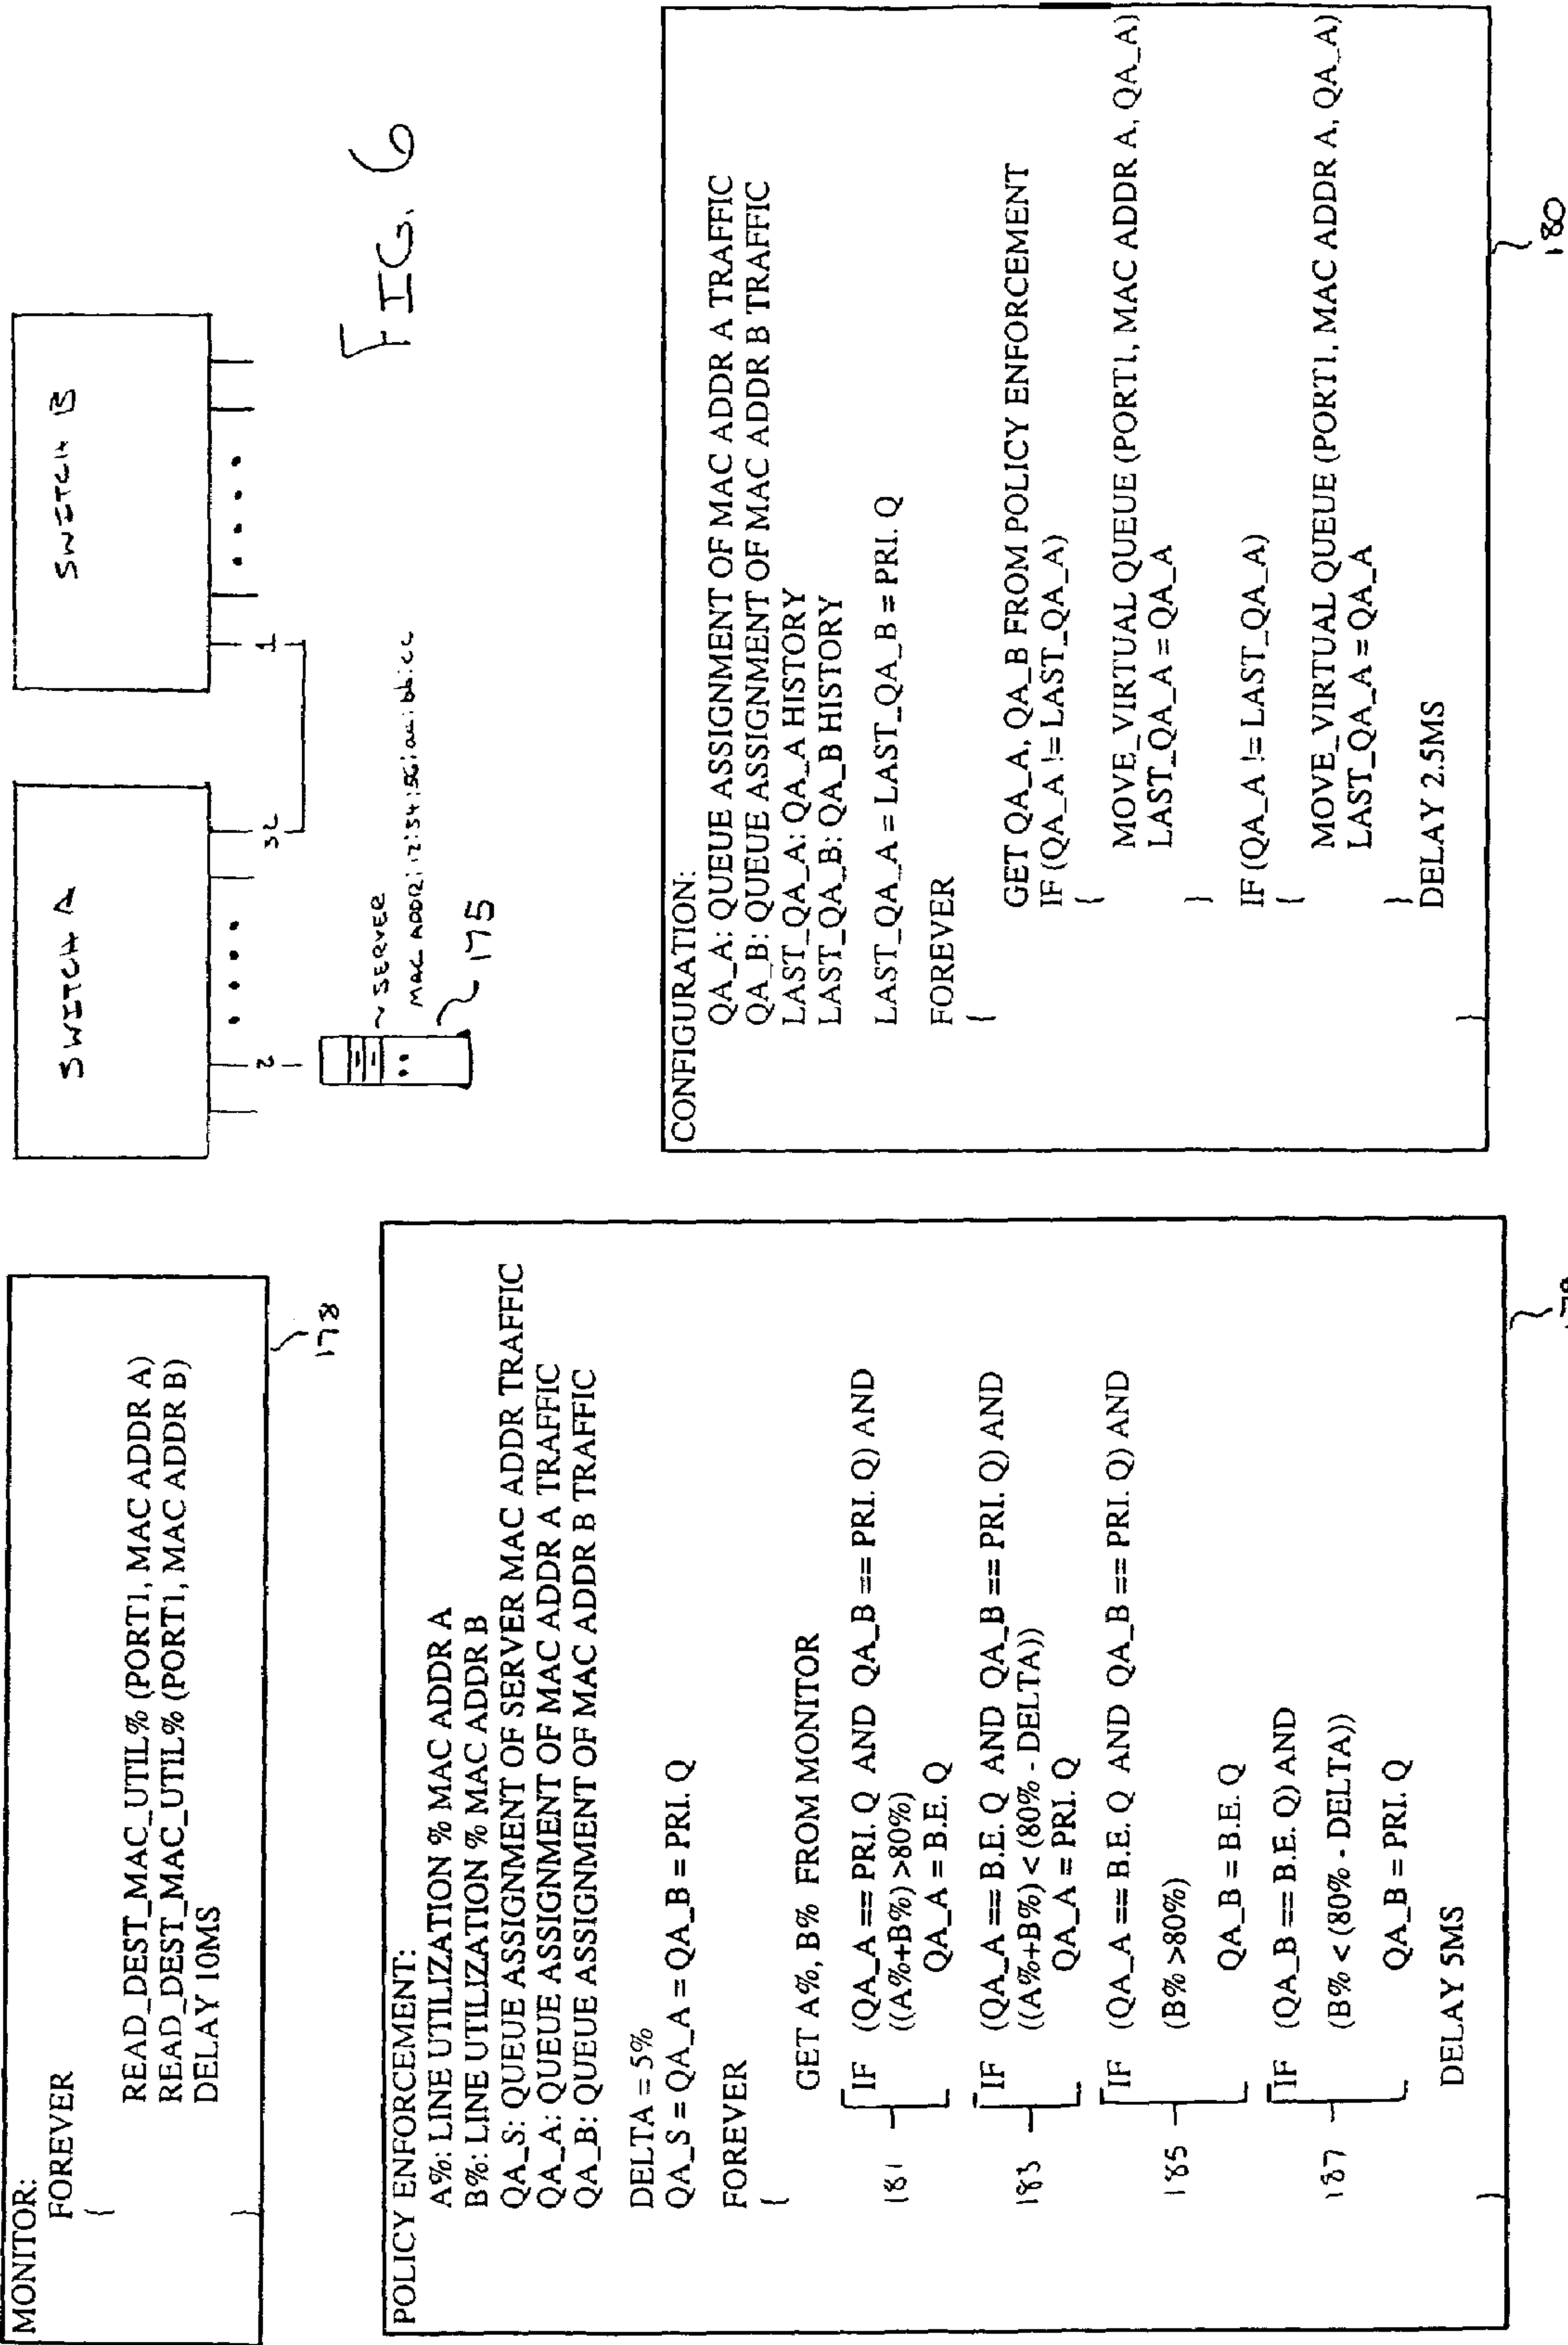 MONITOR:
FOREVER
{
READ_DEST_MAC_UTIL% (PORT1, MAC ADDR A)
READ_DEST_MAC_UTIL% (PORT1, MAC ADDR B)
DELAY 10MS
}
178
POLICY ENFORCEMENT:
A%: LINE UTILIZATION % MAC ADDR A
B%: LINE UTILIZATION % MAC ADDR B
QA_S: QUEUE ASSIGNMENT OF SERVER MAC ADDR TRAFFIC
QA_A: QUEUE ASSIGNMENT OF MAC ADDR A TRAFFIC
QA_B: QUEUE ASSIGNMENT OF MAC ADDR B TRAFFIC
DELTA = 5%
QA_S = QA_A = QA_B = PRI. Q
FOREVER
{
GET A%, B% FROM MONITOR
181
IF (QA_A == PRI. Q AND QA_B == PRI. Q) AND
((A%+B%) >80%)
QA_A = B.E. Q
183
IF (QA_A == B.E. Q AND QA_B == PRI. Q) AND
((A%+B%) < (80% - DELTA))
QA_A = PRI. Q
185
IF (QA_A == B.E. Q AND QA_B == PRI. Q) AND
(B% >80%)
QA_B = B.E. Q
187
IF (QA_B == B.E. Q) AND
(B% < (80% - DELTA))
QA_B = PRI. Q
DELAY 5MS
}
SWITCH A
2
32
SWITCH B
1
SERVER
MAC ADDR: 12:34:56:aa:bb:cc
175
FIG. 6
CONFIGURATION:
QA_A: QUEUE ASSIGNMENT OF MAC ADDR A TRAFFIC
QA_B: QUEUE ASSIGNMENT OF MAC ADDR B TRAFFIC
LAST_QA_A: QA_A HISTORY
LAST_QA_B: QA_B HISTORY
LAST_QA_A = LAST_QA_B = PRI. Q
FOREVER
{
GET QA_A, QA_B FROM POLICY ENFORCEMENT
IF (QA_A != LAST_QA_A)
{
MOVE_VIRTUAL QUEUE (PORT1, MAC ADDR A, QA_A)
LAST_QA_A = QA_A
}
IF (QA_A != LAST_QA_A)
{
MOVE_VIRTUAL QUEUE (PORT1, MAC ADDR A, QA_A)
LAST_QA_A = QA_A
}
DELAY 2.5MS
}
180